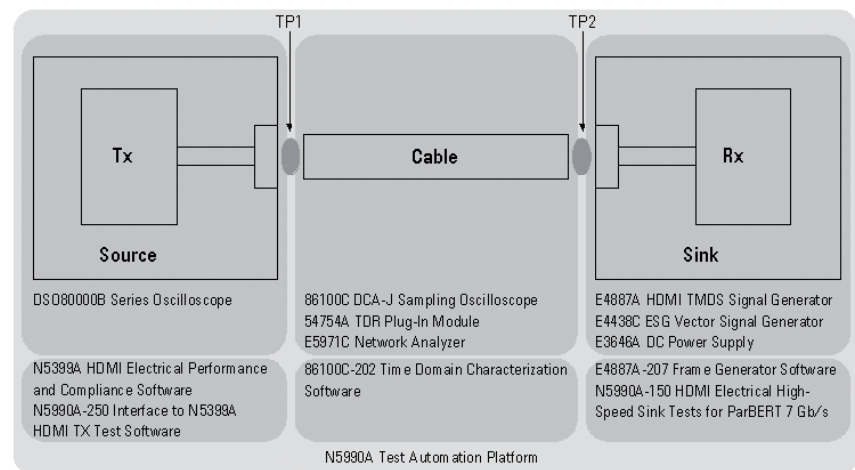 TP1
TP2
Tx
Cable
Rx
Source
Sink
DSO80000B Series Oscilloscope
86100C DCA-J Sampling Oscilloscope
54754A TDR Plug-In Module
E5971C Network Analyzer
E4887A HDMI TMDS Signal Generator
E4438C ESG Vector Signal Generator
E3646A DC Power Supply
N5399A HDMI Electrical Performance
and Compliance Software
N5990A-250 Interface to N5399A
HDMI TX Test Software
86100C-202 Time Domain Characterization
Software
E4887A-207 Frame Generator Software
N5990A-150 HDMI Electrical High-
Speed Sink Tests for ParBERT 7 Gb/s
N5990A Test Automation Platform